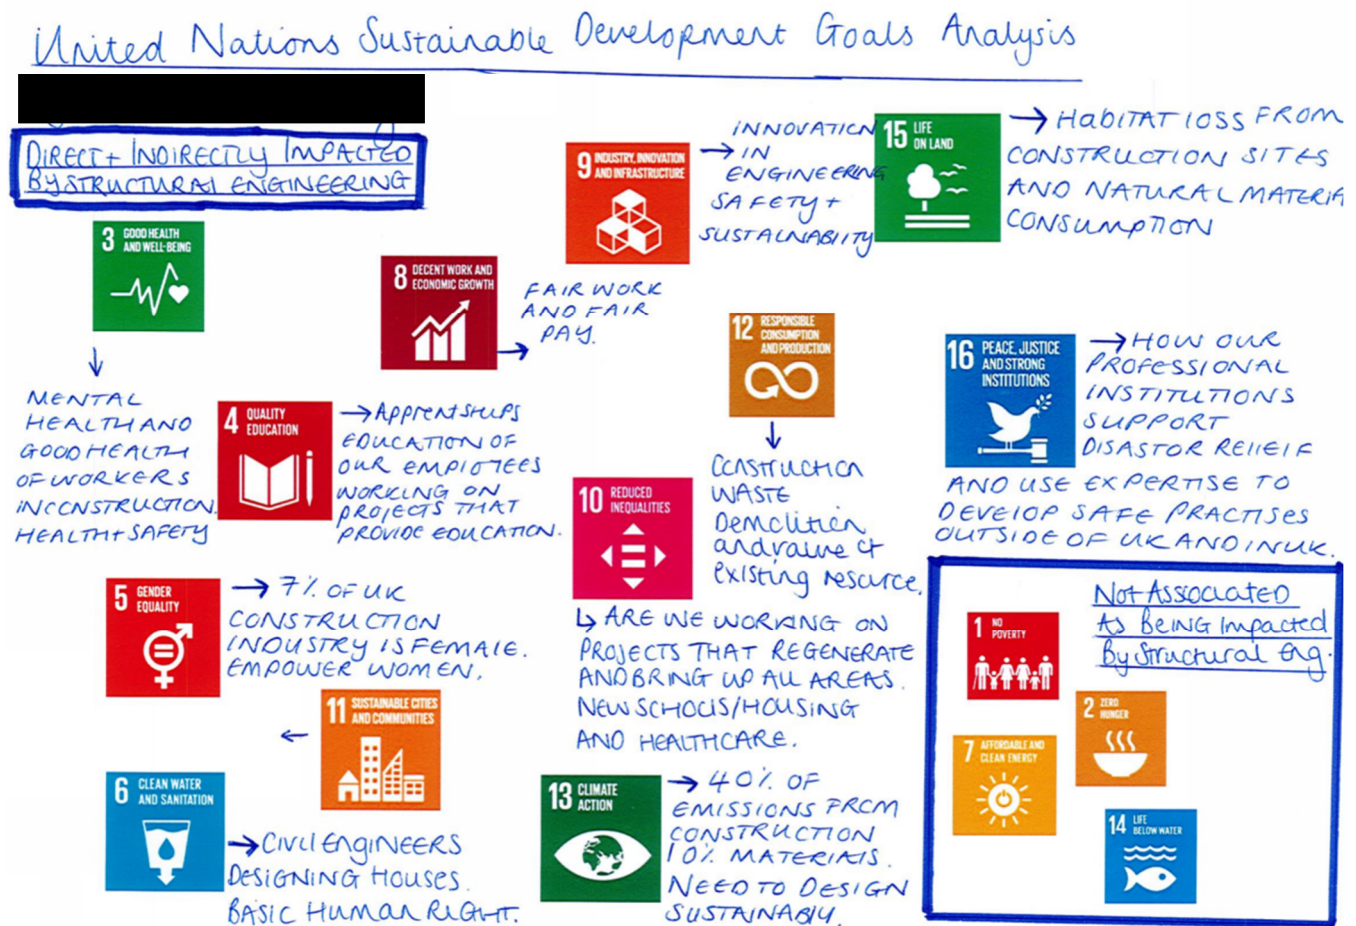 United Nations Sustainable Development Goals Analysis
DIRECT + INDIRECTLY IMPACTED
BY STRUCTURAL ENGINEERING
3 GOOD HEALTH
AND WELL-BEING
MENTAL
HEALTH AND
GOOD HEALTH
OF WORKERS
IN CONSTRUCTION.
HEALTH + SAFETY
8 DECENT WORK AND
ECONOMIC GROWTH
FAIR WORK
AND FAIR
PAY.
9 INDUSTRY, INNOVATION
AND INFRASTRUCTURE
INNOVATION
IN
ENGINEERING
SAFETY +
SUSTAINABILITY
15 LIFE
ON LAND
HABITAT LOSS FROM
CONSTRUCTION SITES
AND NATURAL MATERIA
CONSUMPTION
4 QUALITY
EDUCATION
Apprentships
EDUCATION OF
OUR EMPLOYEES
WORKING ON
PROJECTS THAT
PROVIDE EDUCATION.
12 RESPONSIBLE
CONSUMPTION
AND PRODUCTION
CONSTRUCTION
WASTE
Demolition
and value of
existing resource.
16 PEACE, JUSTICE
AND STRONG
INSTITUTIONS
HOW OUR
PROFESSIONAL
INSTITUTIONS
SUPPORT
DISASTOR RELIEIF
AND USE EXPERTISE TO
DEVELOP SAFE PRACTISES
OUTSIDE OF UK AND IN UK.
5 GENDER
EQUALITY
7% OF UK
CONSTRUCTION
INDUSTRY IS FEMALE.
EMPOWER WOMEN.
10 REDUCED
INEQUALITIES
ARE WE WORKING ON
PROJECTS THAT REGENERATE
AND BRING UP ALL AREAS.
NEW SCHOOLS/HOUSING
AND HEALTHCARE.
11 SUSTAINABLE CITIES
AND COMMUNITIES
6 CLEAN WATER
AND SANITATION
CIVIL ENGINEERS
DESIGNING HOUSES.
BASIC HUMAN RIGHT.
13 CLIMATE
ACTION
40% OF
EMISSIONS FROM
CONSTRUCTION
10% MATERIALS.
NEED TO DESIGN
SUSTAINABLY.
Not Associated
As Being Impacted
By Structural Eng.
1 NO
POVERTY
2 ZERO
HUNGER
7 AFFORDABLE AND
CLEAN ENERGY
14 LIFE
BELOW WATER